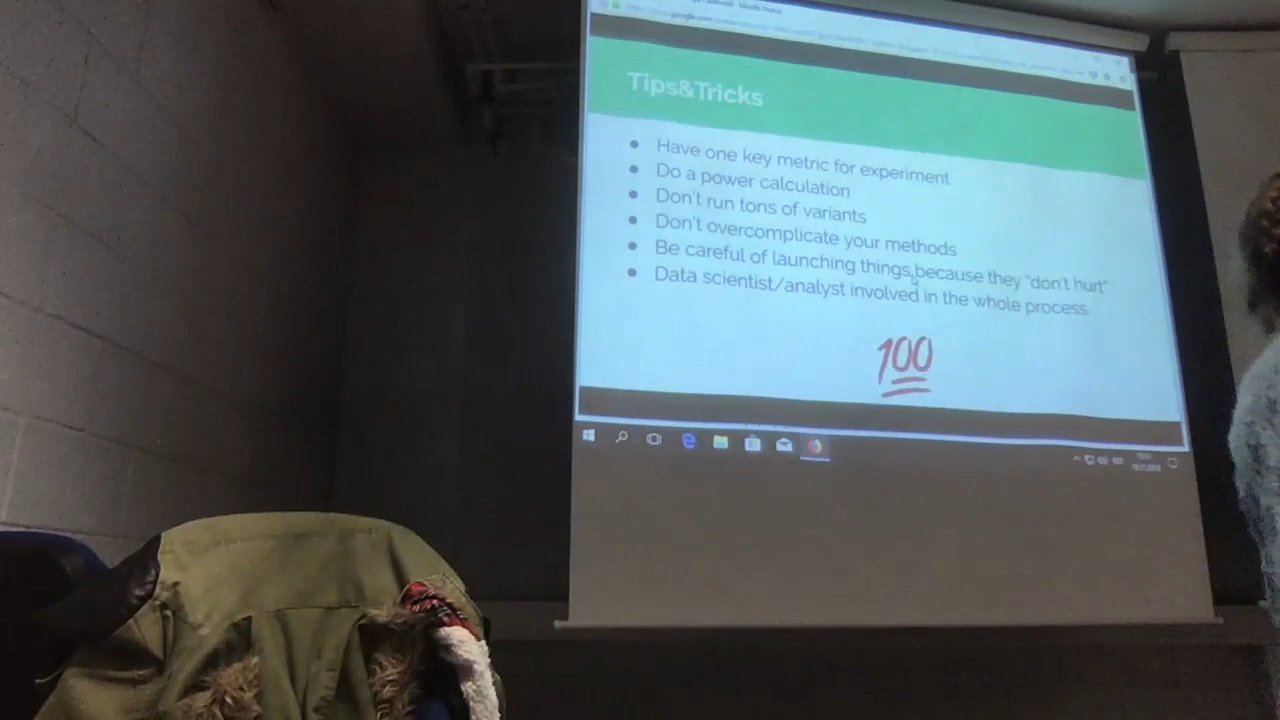 google.com
Tips&Tricks
● Have one key metric for experiment
● Do a power calculation
● Don't run tons of variants
● Don't overcomplicate your methods
● Be careful of launching things because they "don't hurt"
● Data scientist/analyst involved in the whole process.
100